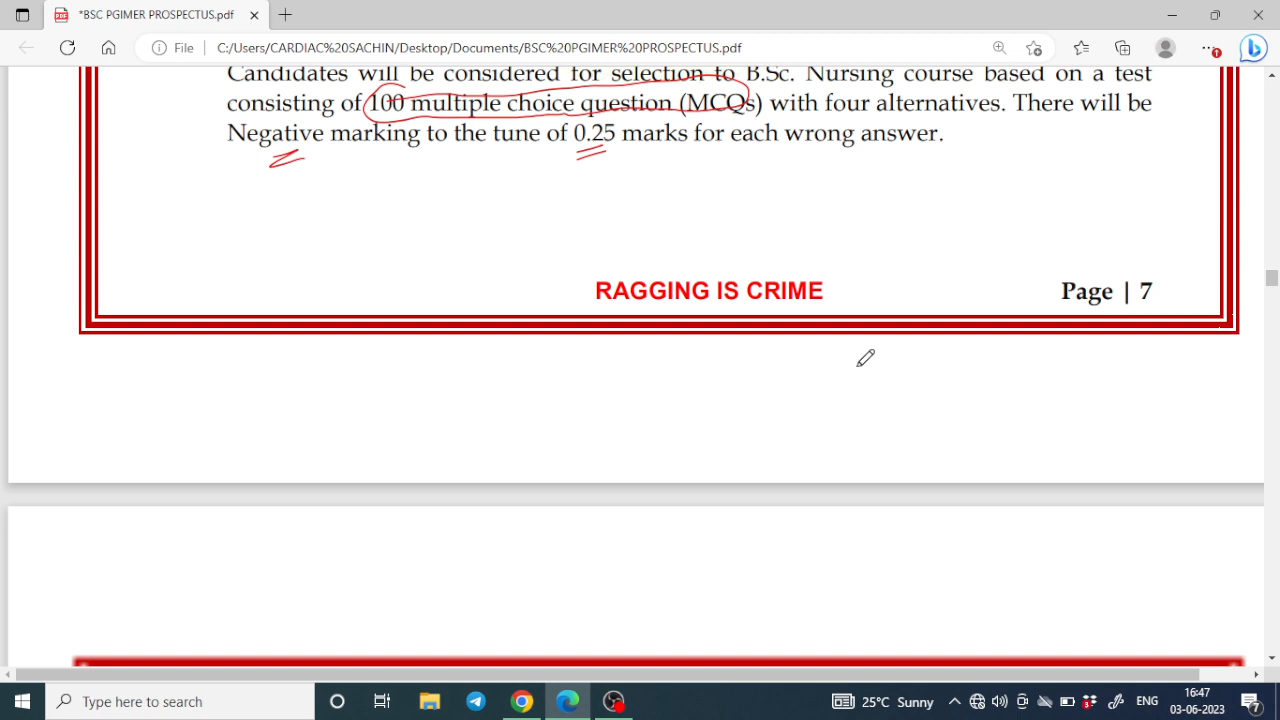 *BSC PGIMER PROSPECTUS.pdf
File
C:/Users/CARDIAC%20SACHIN/Desktop/Documents/BSC%20PGIMER%20PROSPECTUS.pdf
Candidates will be considered for selection to B.Sc. Nursing course based on a test
consisting of 100 multiple choice question (MCQs) with four alternatives. There will be
Negative marking to the tune of 0.25 marks for each wrong answer.
RAGGING IS CRIME
Page | 7
Type here to search
25°C Sunny
ENG
16:47
03-06-2023
7